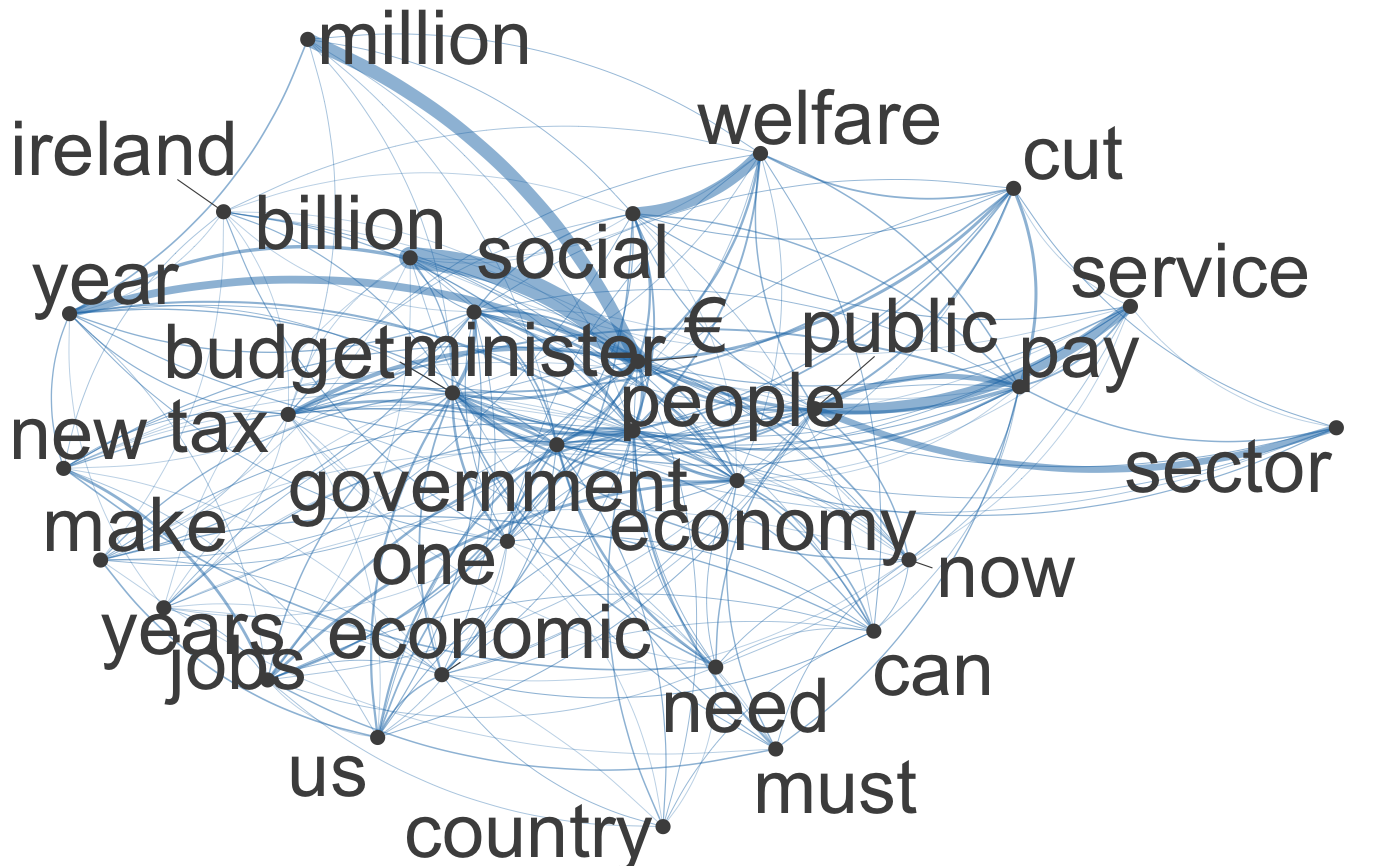 million
welfare
cut
ireland
billion
social
service
year
€
public
budget
minister
pay
people
new
tax
sector
government
make
economy
one
now
years
economic
jobs
can
need
us
must
country